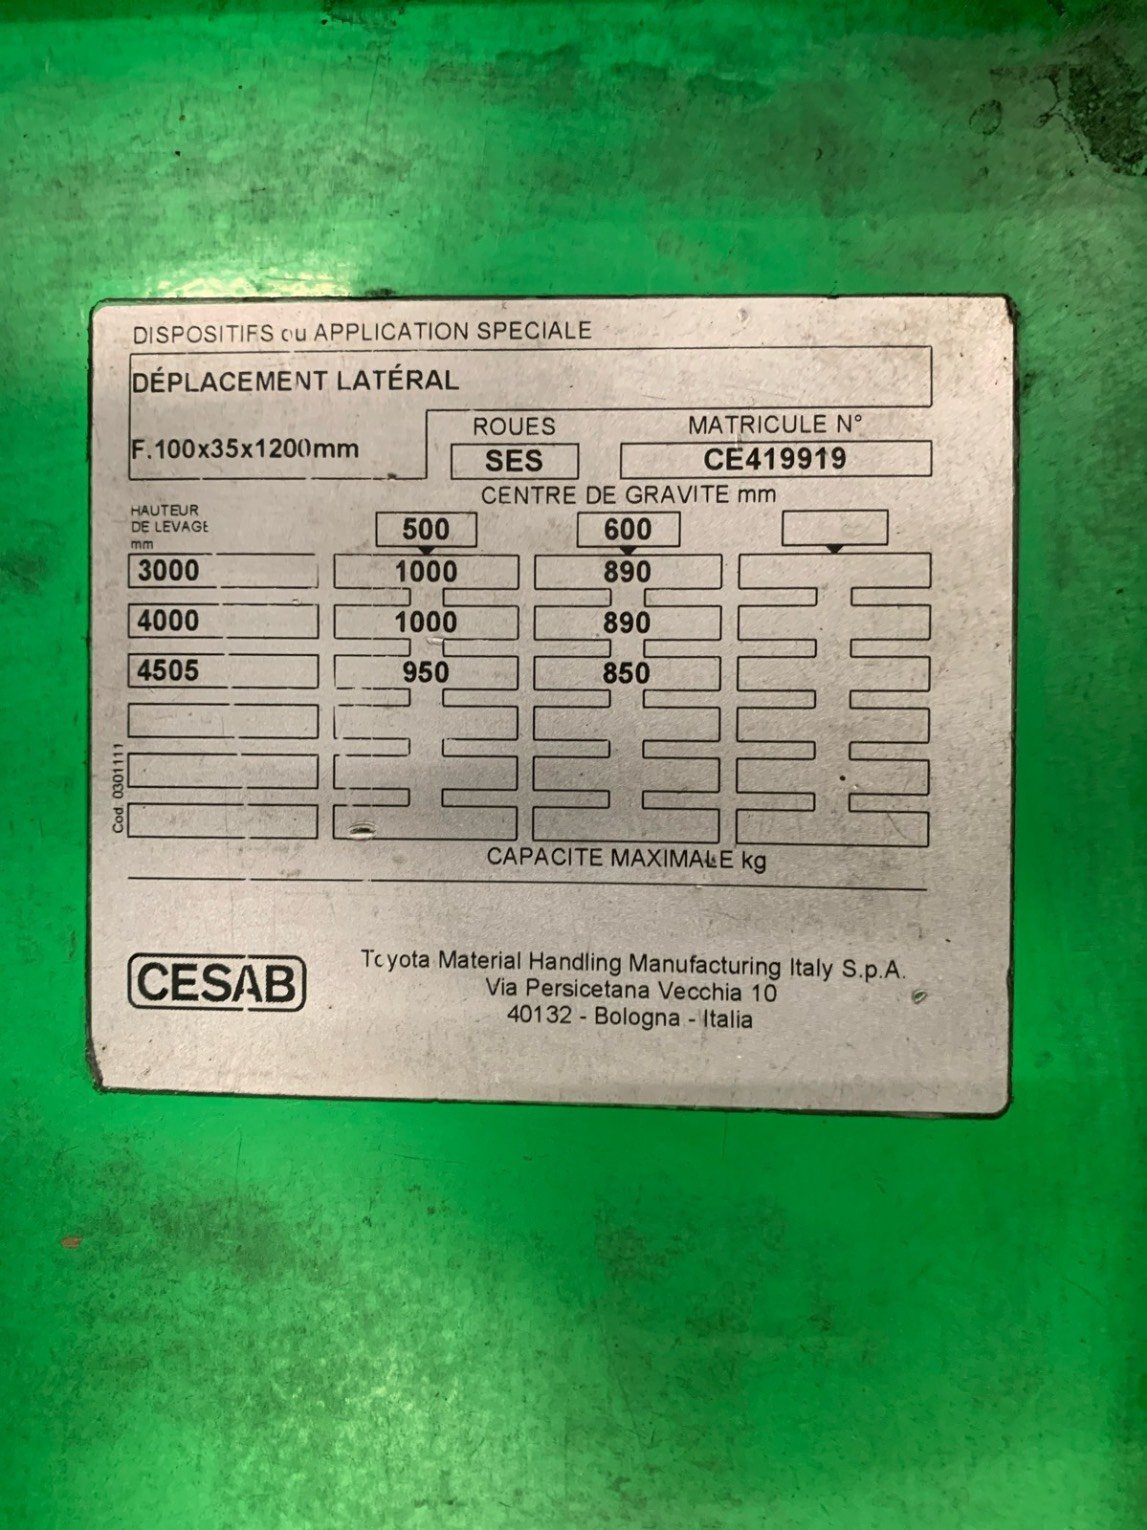 DISPOSITIFS ou APPLICATION SPECIALE
DÉPLACEMENT LATÉRAL
F.100x35x1200mm
ROUES
MATRICULE N°
SES
CE419919
CENTRE DE GRAVITE mm
HAUTEUR
DE LEVAGE
mm
500 600
3000 1000 890
4000 1000 890
4505 950 850
Cod. 0301111
CAPACITE MAXIMALE kg
CESAB
Toyota Material Handling Manufacturing Italy S.p.A.
Via Persicetana Vecchia 10
40132 - Bologna - Italia